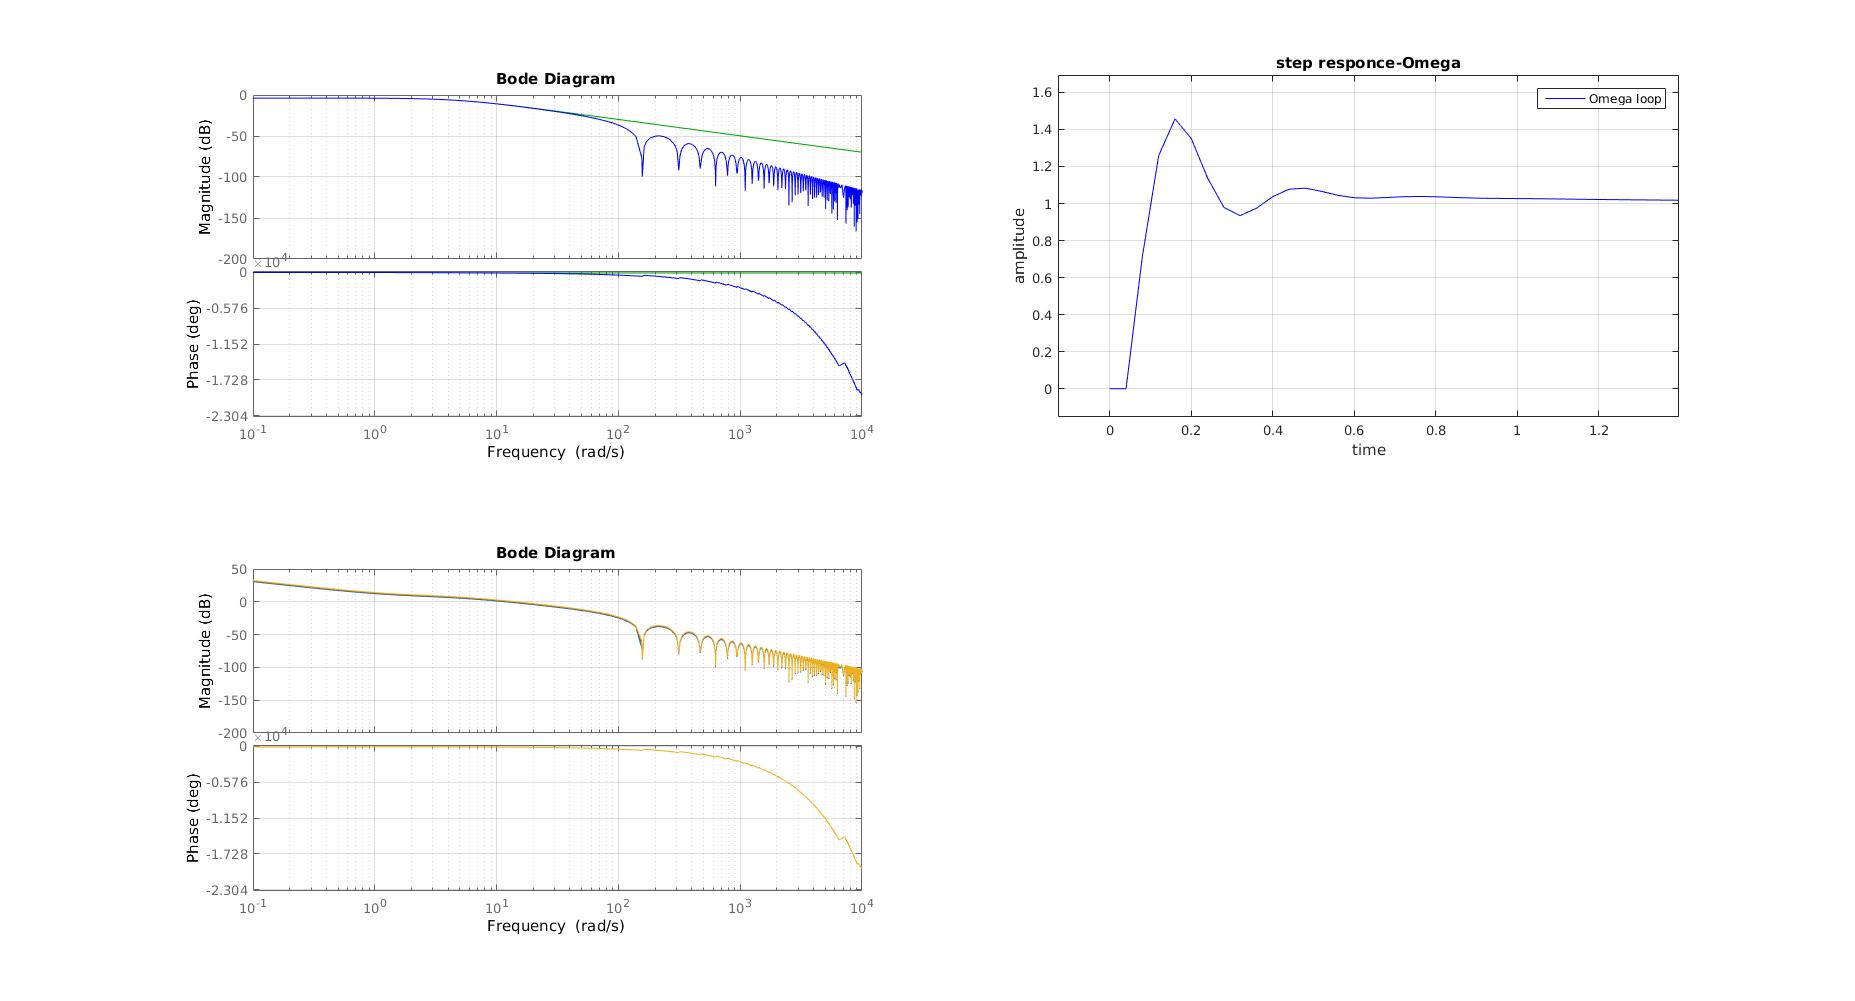 Bode Diagram
Magnitude (dB)
0
-50
-100
-150
-200
×10⁴
Phase (deg)
0
-0.576
-1.152
-1.728
-2.304
10⁻¹ 10⁰ 10¹ 10² 10³ 10⁴
Frequency (rad/s)
step responce-Omega
Omega loop
amplitude
1.6
1.4
1.2
1
0.8
0.6
0.4
0.2
0
0 0.2 0.4 0.6 0.8 1 1.2
time
Bode Diagram
Magnitude (dB)
50
0
-50
-100
-150
-200
×10⁴
Phase (deg)
0
-0.576
-1.152
-1.728
-2.304
10⁻¹ 10⁰ 10¹ 10² 10³ 10⁴
Frequency (rad/s)